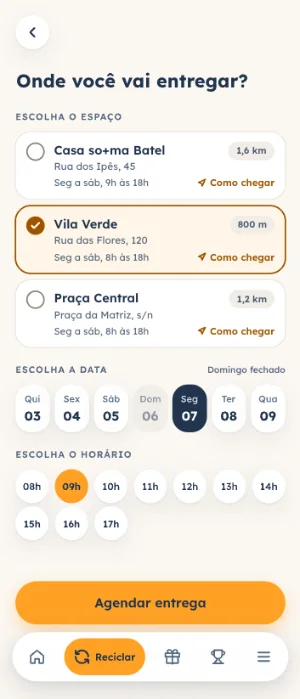 Onde você vai entregar?
ESCOLHA O ESPAÇO
Casa so+ma Batel
1,6 km
Rua dos Ipês, 45
Seg a sáb, 9h às 18h
Como chegar
Vila Verde
800 m
Rua das Flores, 120
Seg a sáb, 8h às 18h
Como chegar
Praça Central
1,2 km
Praça da Matriz, s/n
Seg a sáb, 8h às 18h
Como chegar
ESCOLHA A DATA
Domingo fechado
Qui Sex Sáb Dom Seg Ter Qua
03 04 05 06 07 08 09
ESCOLHA O HORÁRIO
08h 09h 10h 11h 12h 13h 14h
15h 16h 17h
Agendar entrega
Reciclar